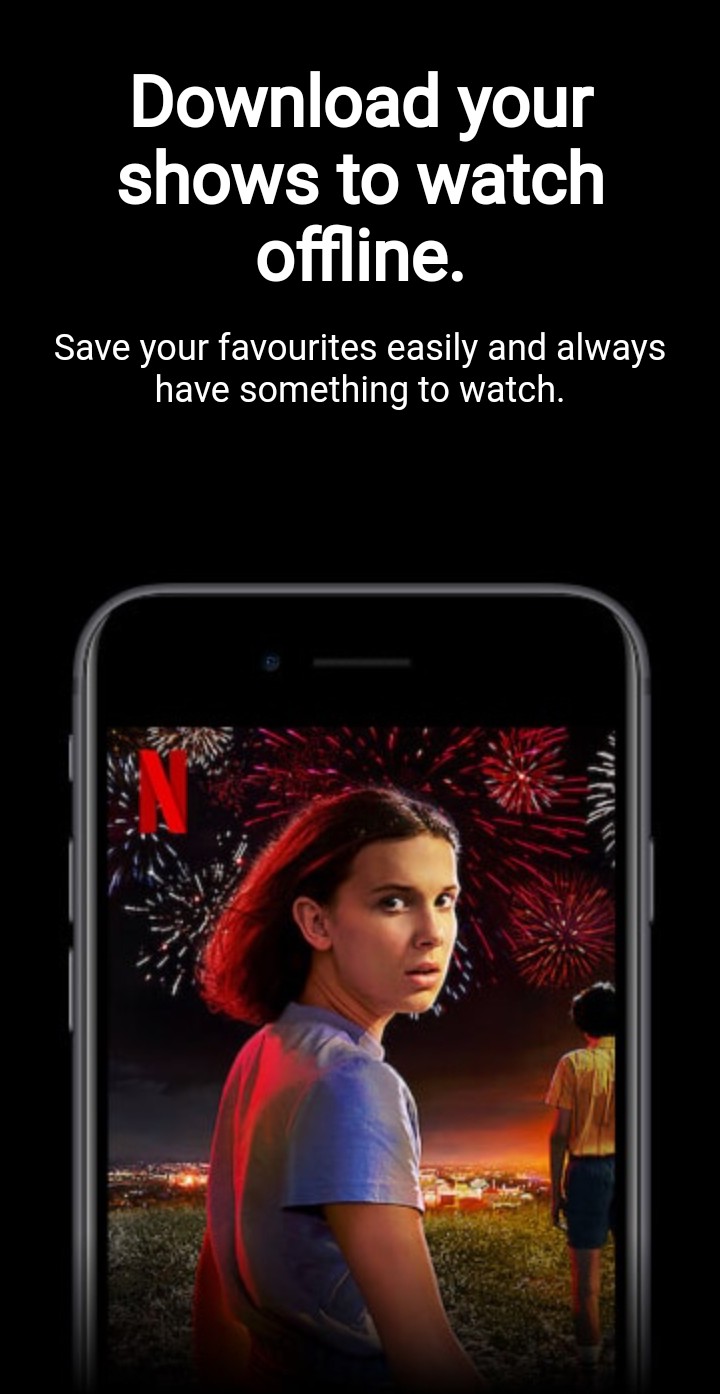 Download your
shows to watch
offline.
Save your favourites easily and always
have something to watch.
N